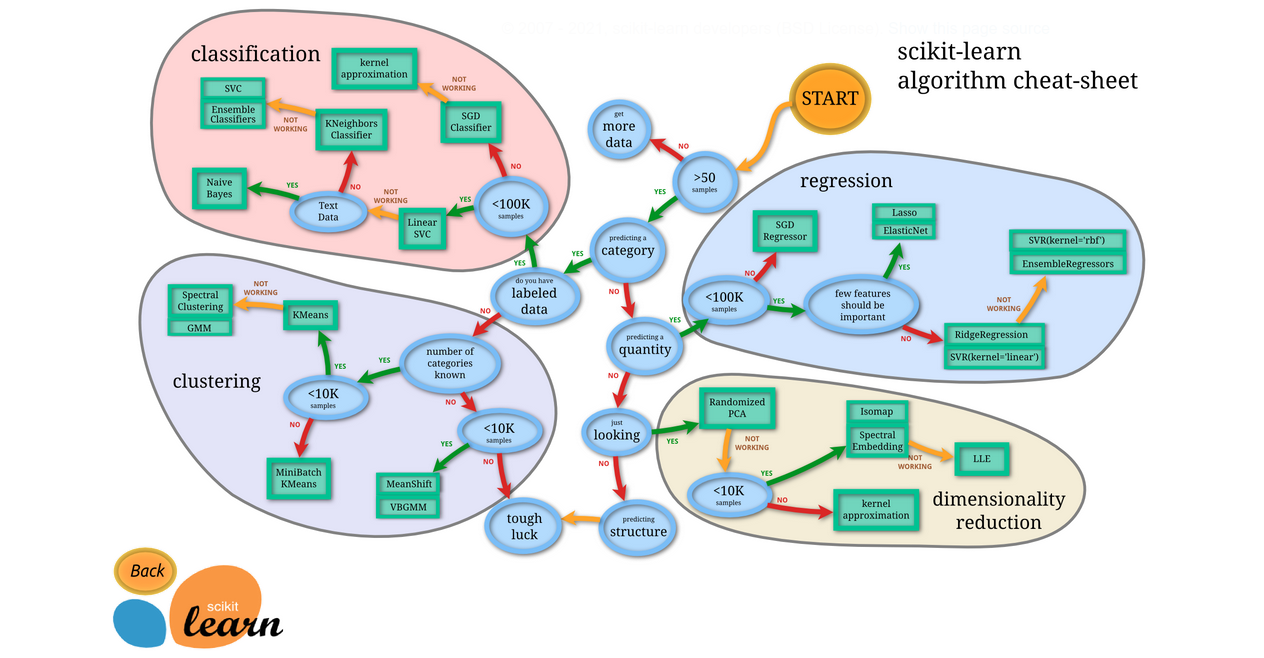 scikit-learn
algorithm cheat-sheet
START
get
more
data
NO
>50
samples
YES
predicting a
category
YES
NO
do you have
labeled
data
YES
NO
predicting a
quantity
YES
NO
just
looking
YES
NO
predicting
structure
tough
luck
classification
kernel
approximation
NOT
WORKING
SVC
Ensemble
Classifiers
NOT
WORKING
KNeighbors
Classifier
SGD
Classifier
NO
Naive
Bayes
YES
NO
Text
Data
NOT
WORKING
Linear
SVC
YES
<100K
samples
regression
SGD
Regressor
Lasso
ElasticNet
SVR(kernel='rbf')
EnsembleRegressors
NO
YES
<100K
samples
YES
few features
should be
important
NOT
WORKING
NO
RidgeRegression
SVR(kernel='linear')
clustering
Spectral
Clustering
GMM
NOT
WORKING
KMeans
YES
number of
categories
known
YES
NO
<10K
samples
NO
<10K
samples
YES
NO
MiniBatch
KMeans
MeanShift
VBGMM
Randomized
PCA
NOT
WORKING
Isomap
Spectral
Embedding
NOT
WORKING
LLE
YES
<10K
samples
NO
kernel
approximation
dimensionality
reduction
Back
scikit
learn